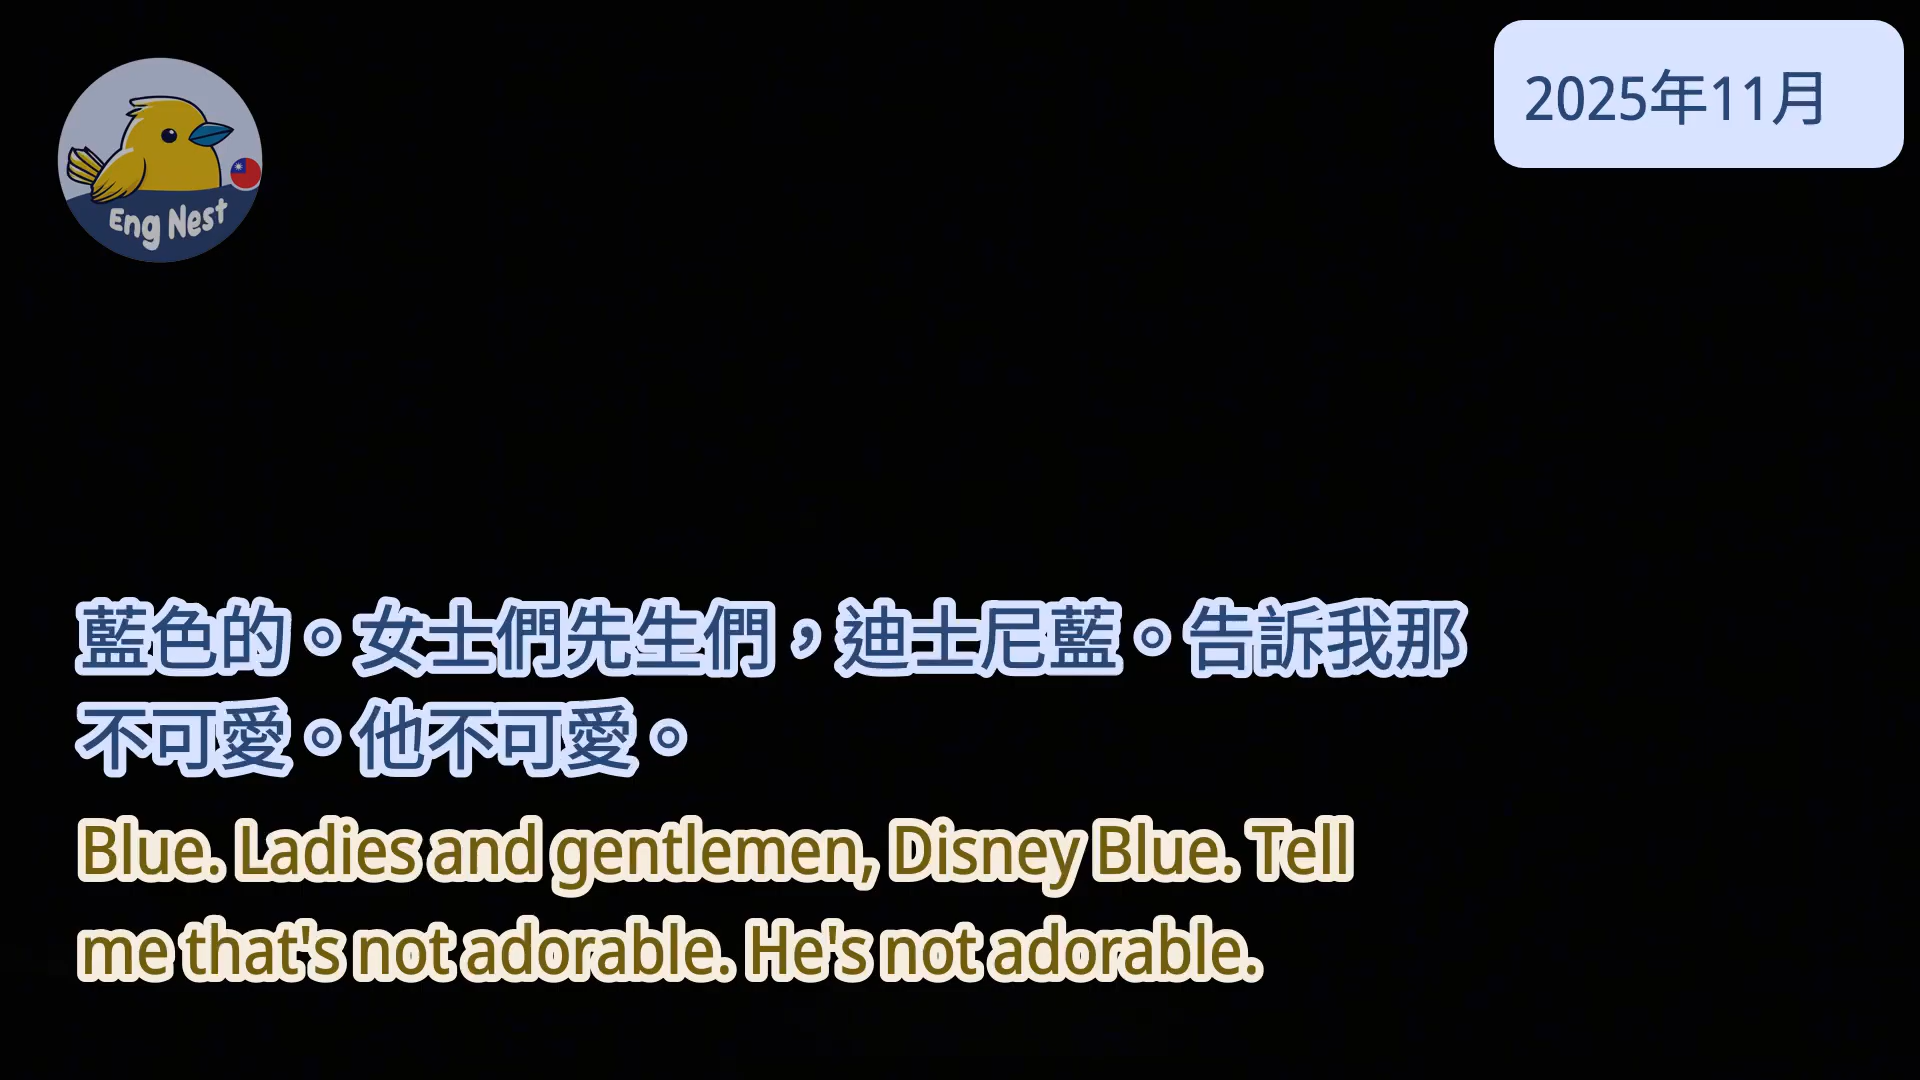 Eng Nest
2025年11月
藍色的。女士們先生們，迪士尼藍。告訴我那
不可愛。他不可愛。
Blue. Ladies and gentlemen, Disney Blue. Tell
me that's not adorable. He's not adorable.